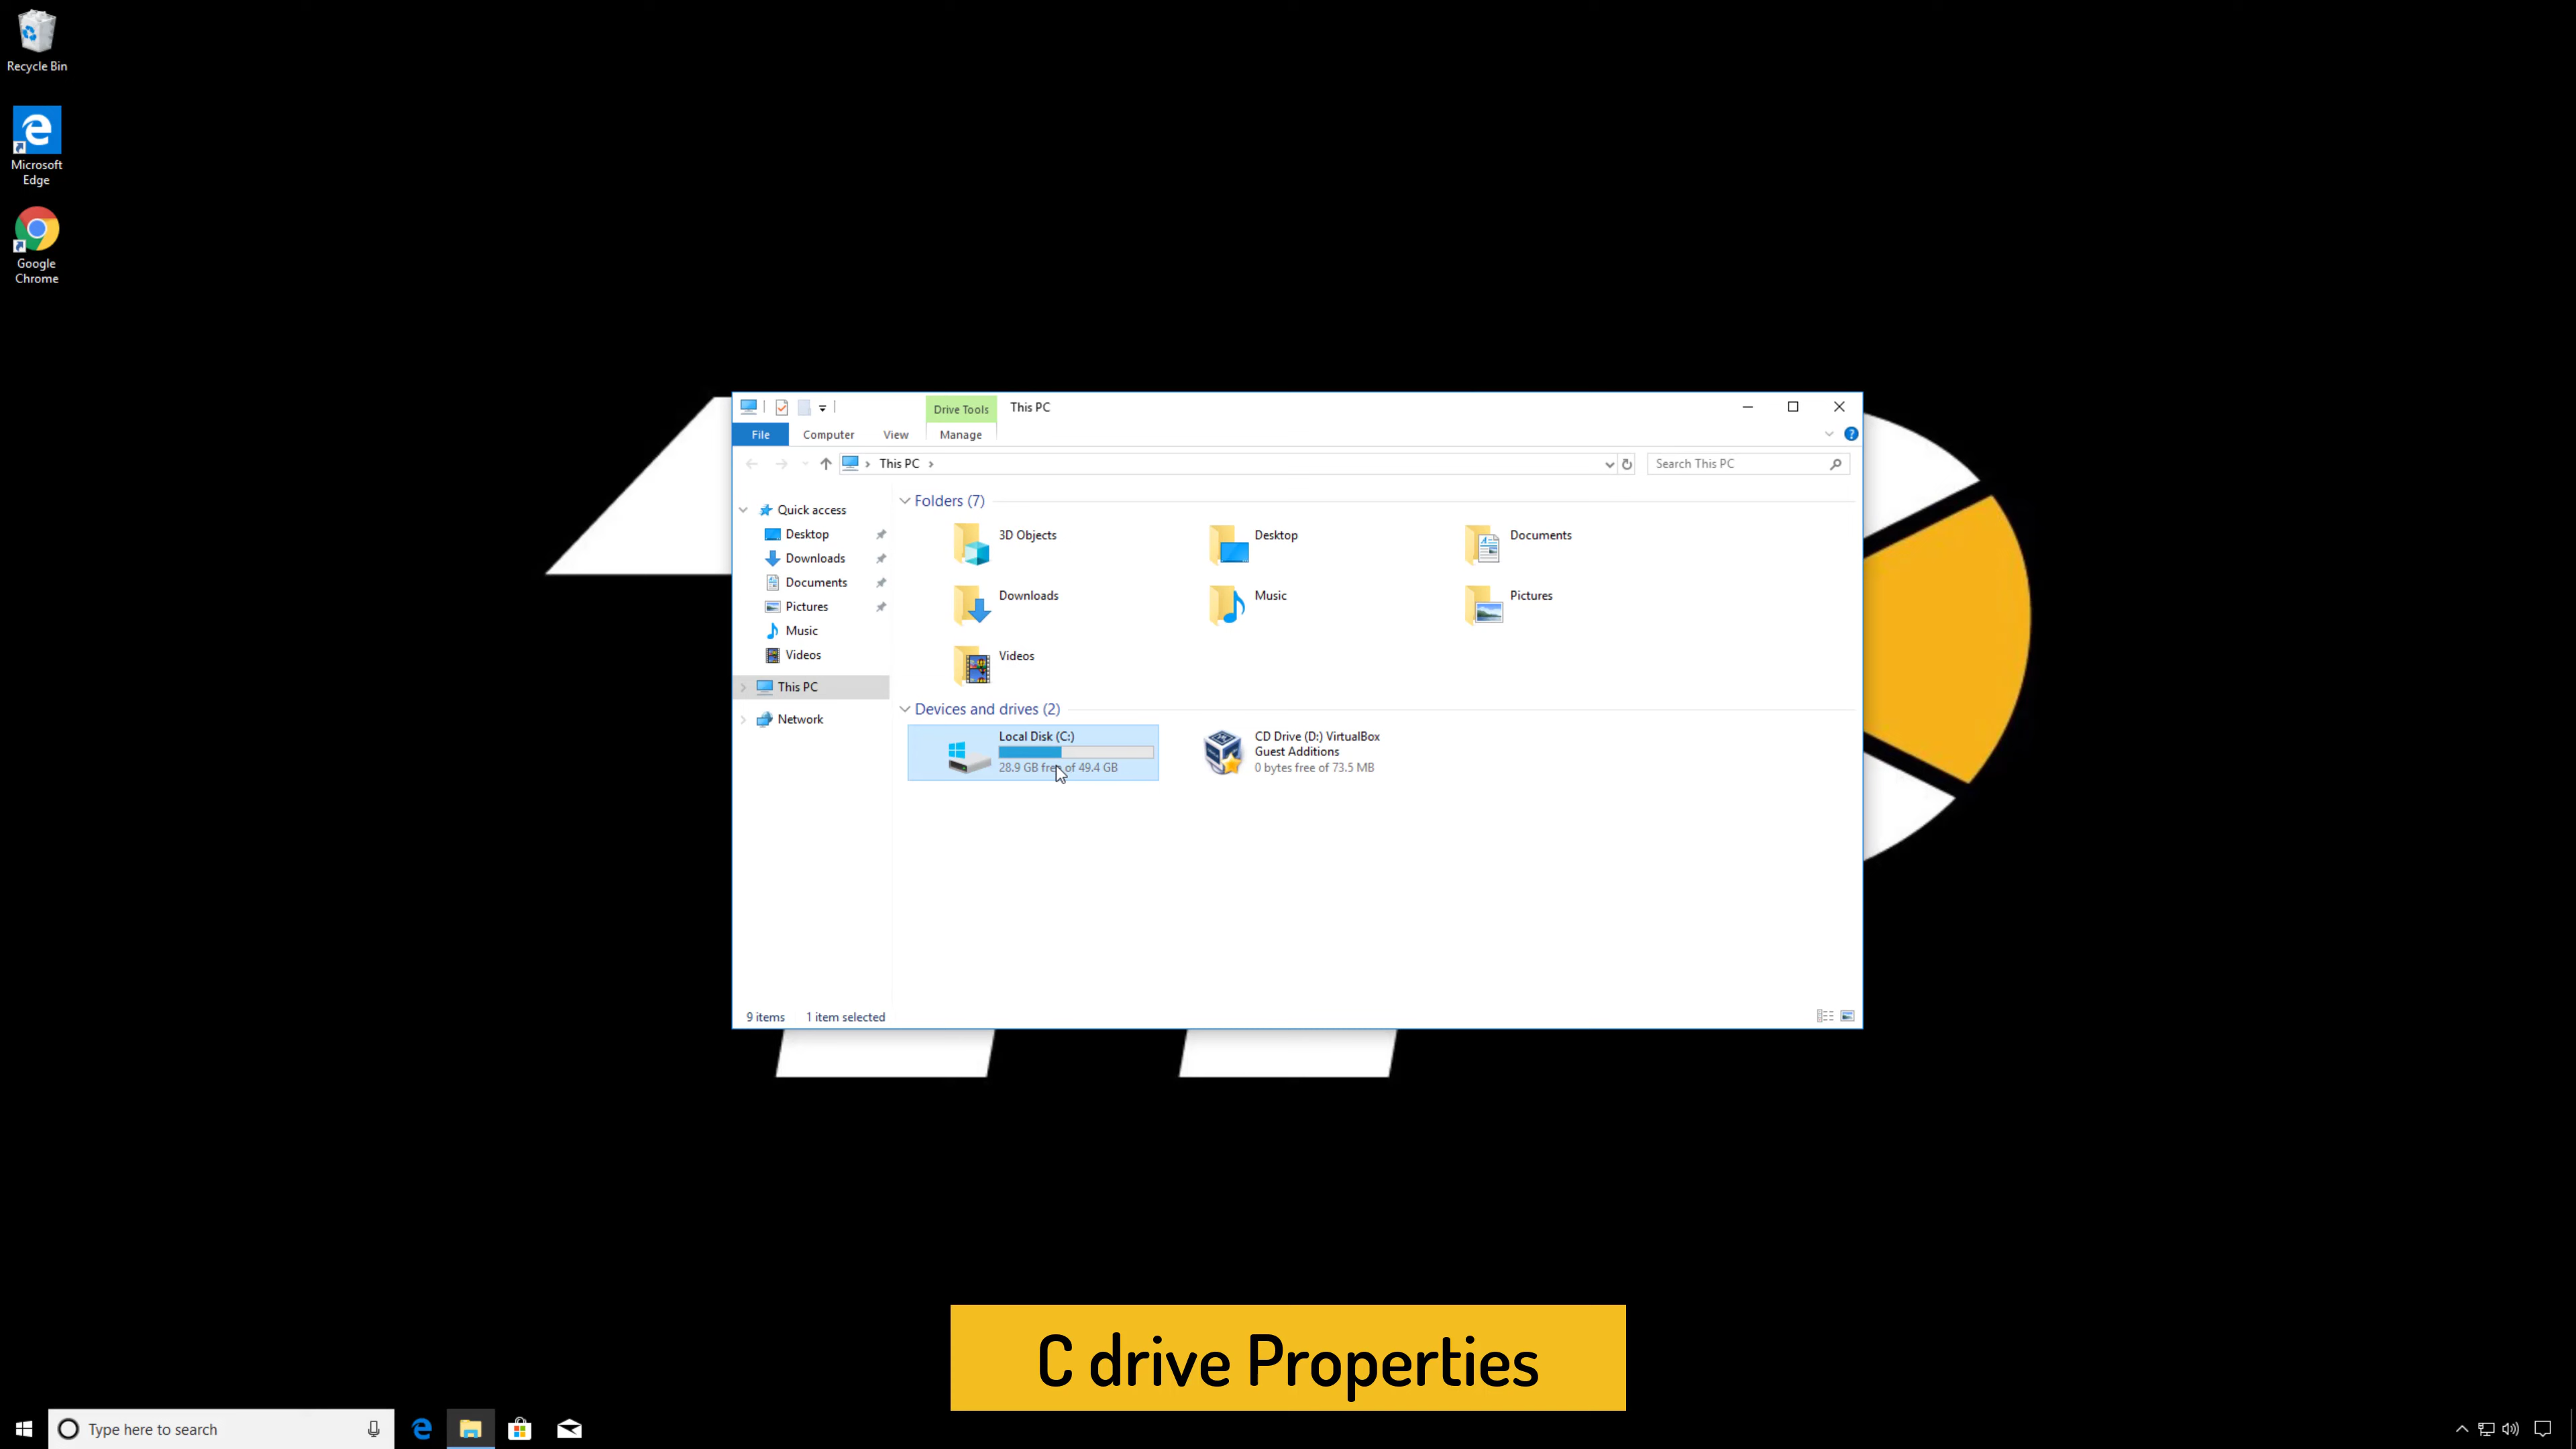 Recycle Bin
Microsoft
Edge
Google
Chrome
Drive Tools
This PC
File
Computer
View
Manage
This PC
Search This PC
Quick access
Desktop
Downloads
Documents
Pictures
Music
Videos
This PC
Network
Folders (7)
3D Objects
Desktop
Documents
Downloads
Music
Pictures
Videos
Devices and drives (2)
Local Disk (C:)
28.9 GB free of 49.4 GB
CD Drive (D:) VirtualBox
Guest Additions
0 bytes free of 73.5 MB
9 items
1 item selected
C drive Properties
Type here to search